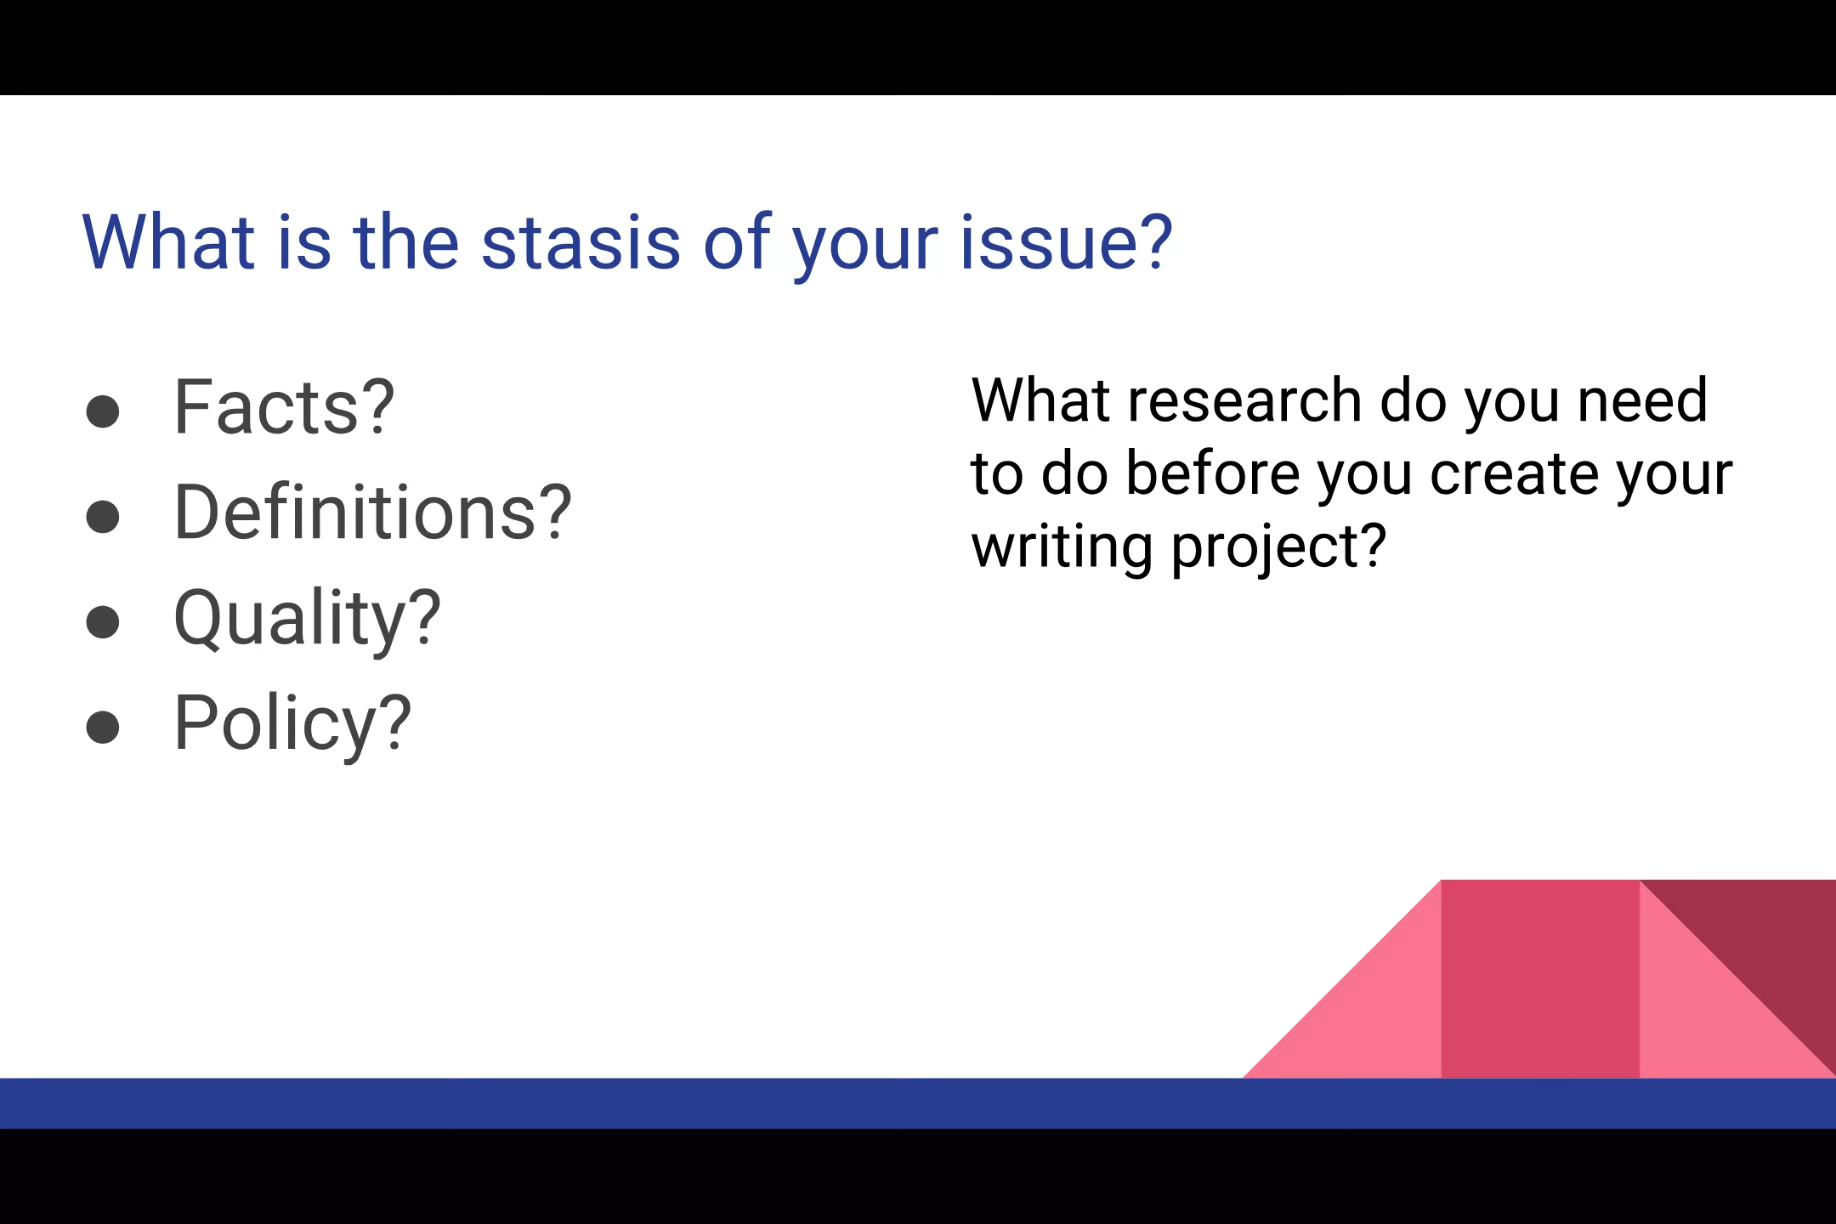 What is the stasis of your issue?
● Facts?
● Definitions?
● Quality?
● Policy?
What research do you need
to do before you create your
writing project?